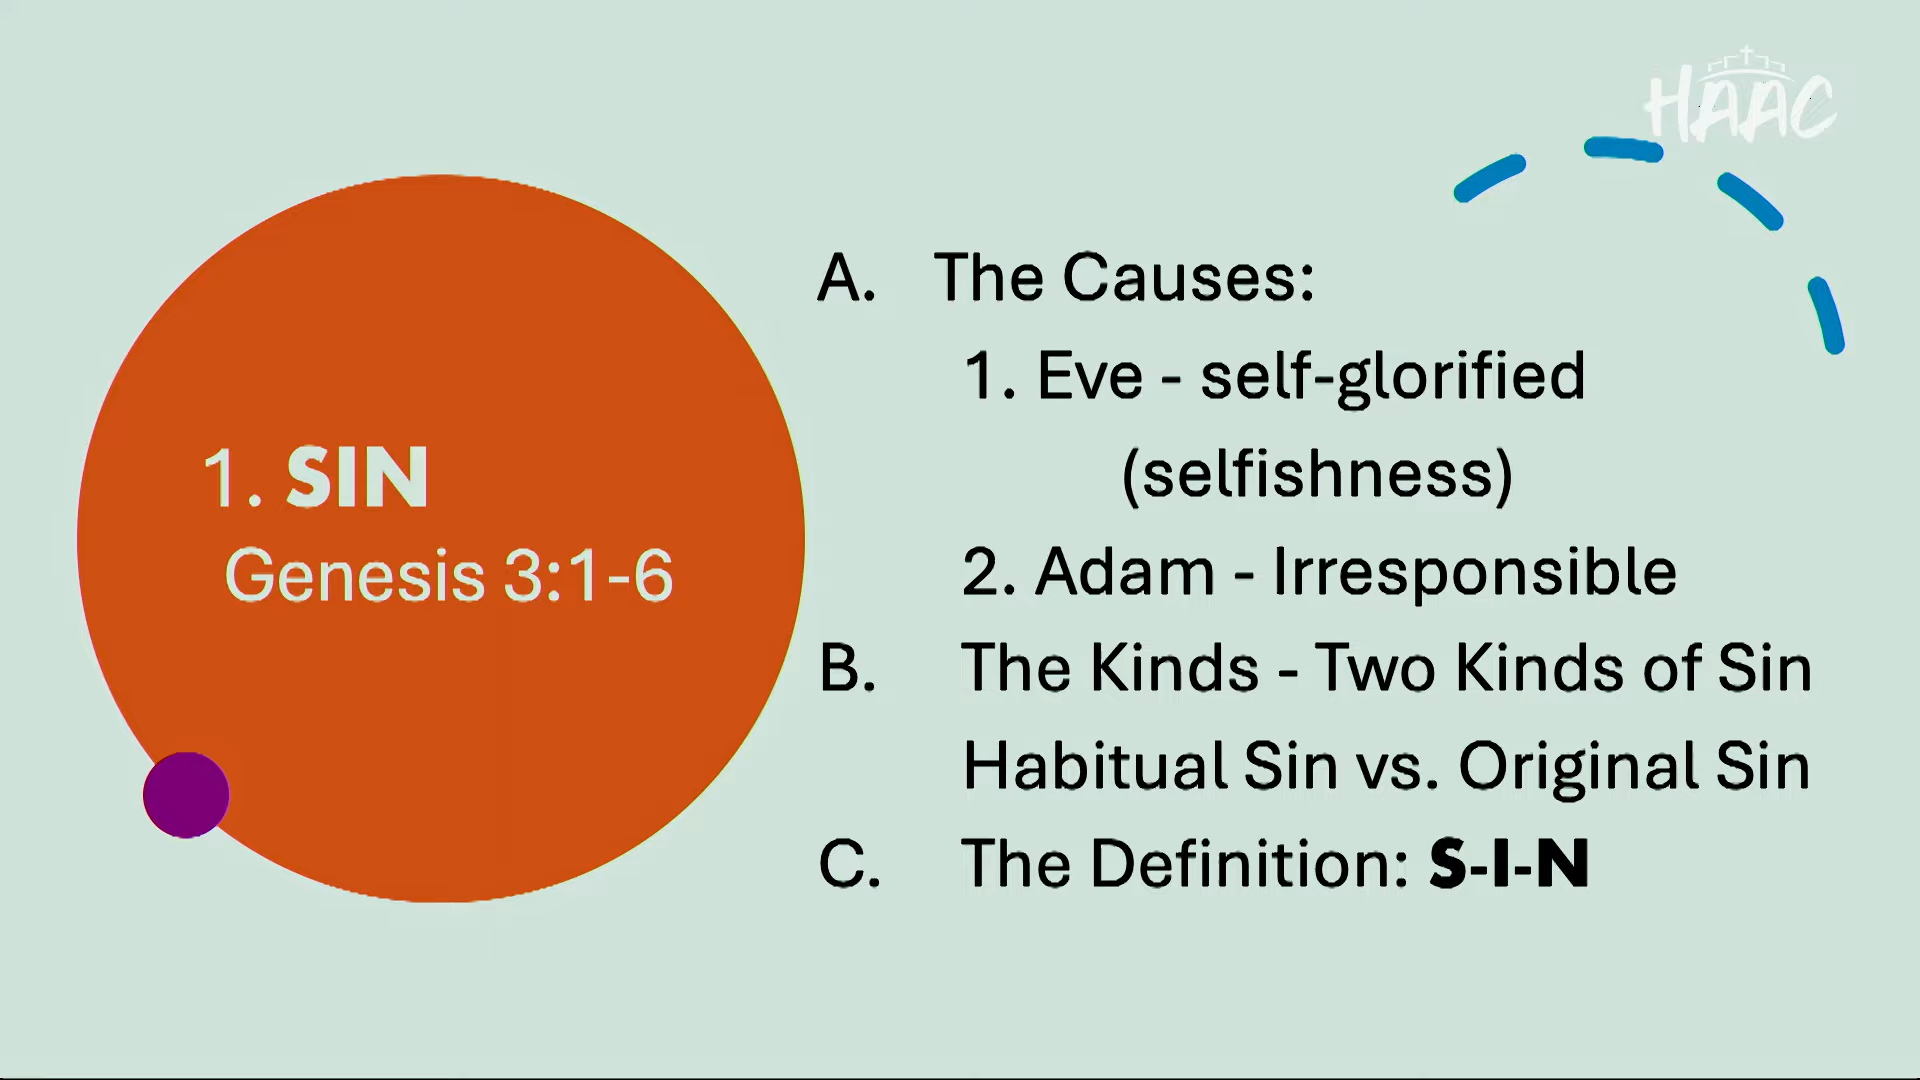 HAAC
1. SIN
Genesis 3:1-6
A. The Causes:
1. Eve - self-glorified
(selfishness)
2. Adam - Irresponsible
B. The Kinds - Two Kinds of Sin
Habitual Sin vs. Original Sin
C. The Definition: S-I-N